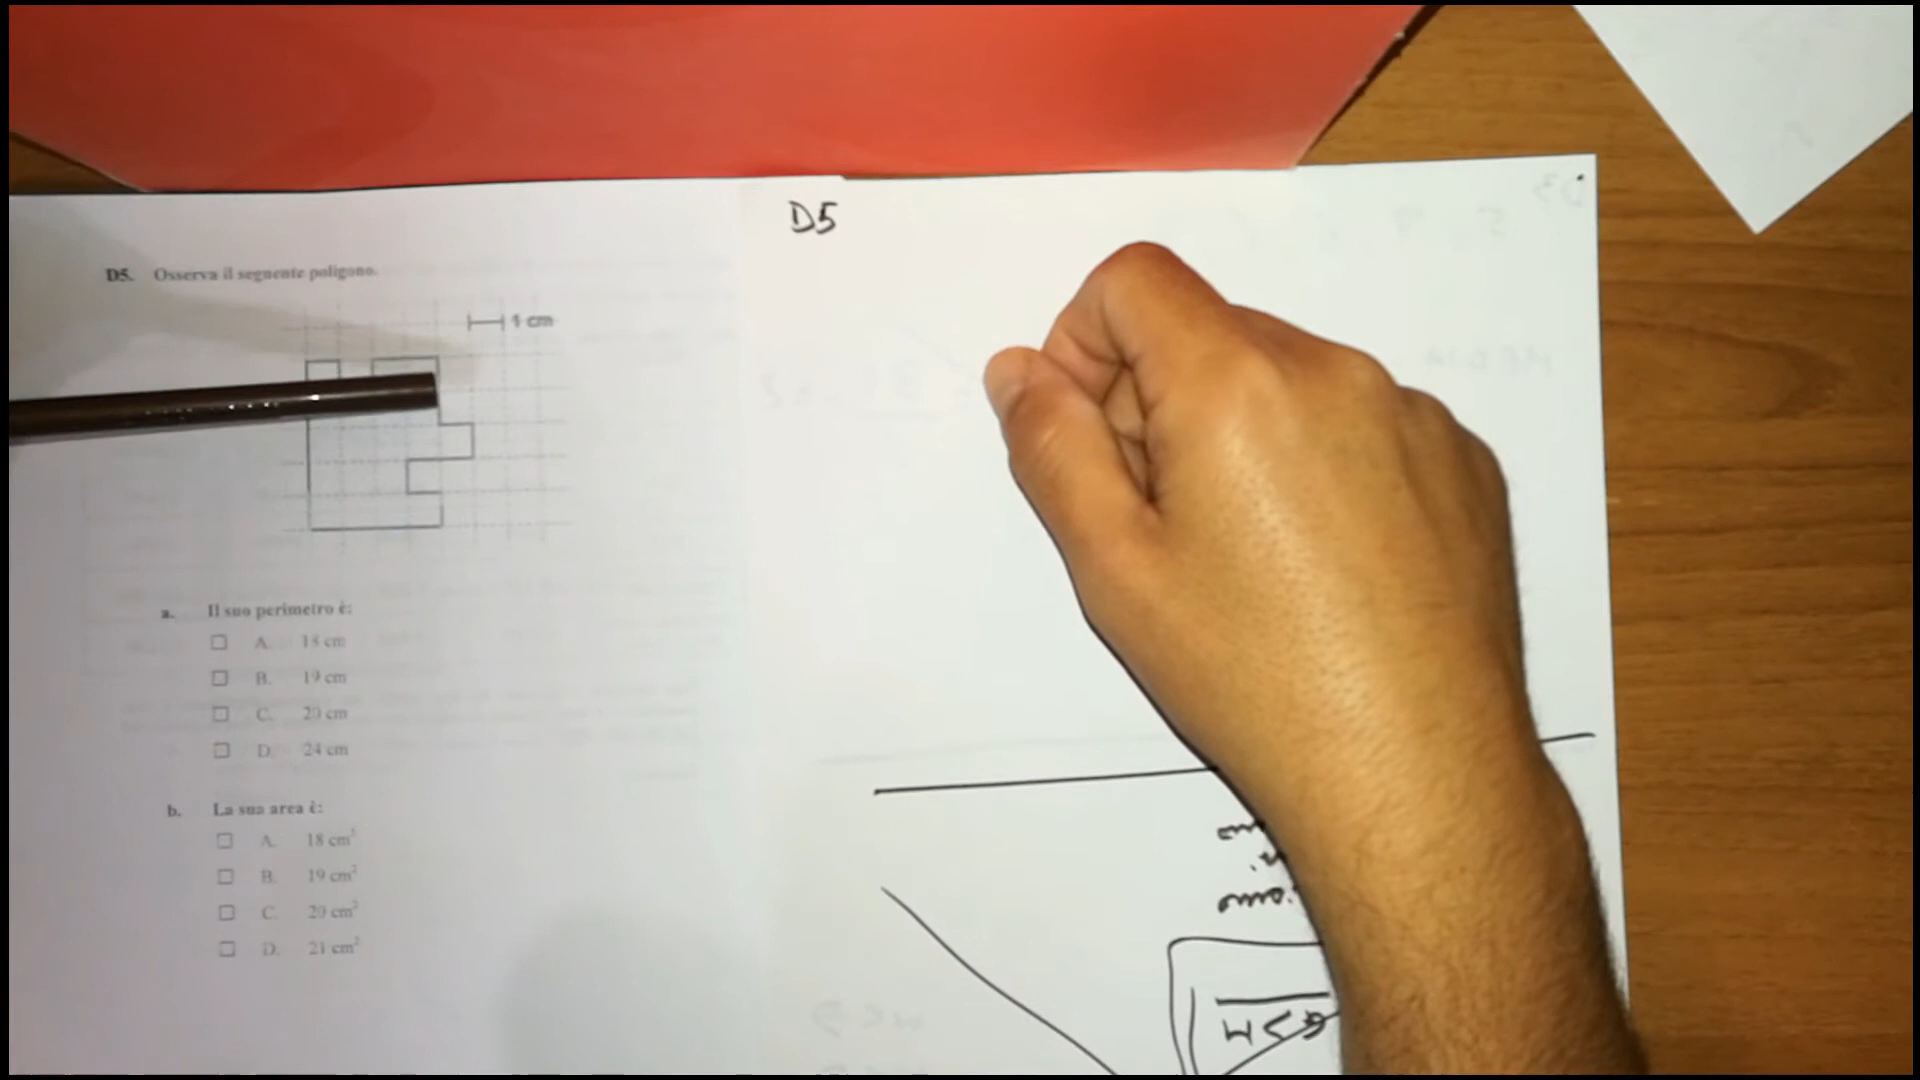 D5
D5. Osserva il seguente poligono.
1 cm
a. Il suo perimetro è:
A. 18 cm
B. 19 cm
C. 20 cm
D. 24 cm
b. La sua area è:
A. 18 cm²
B. 19 cm²
C. 20 cm²
D. 21 cm²